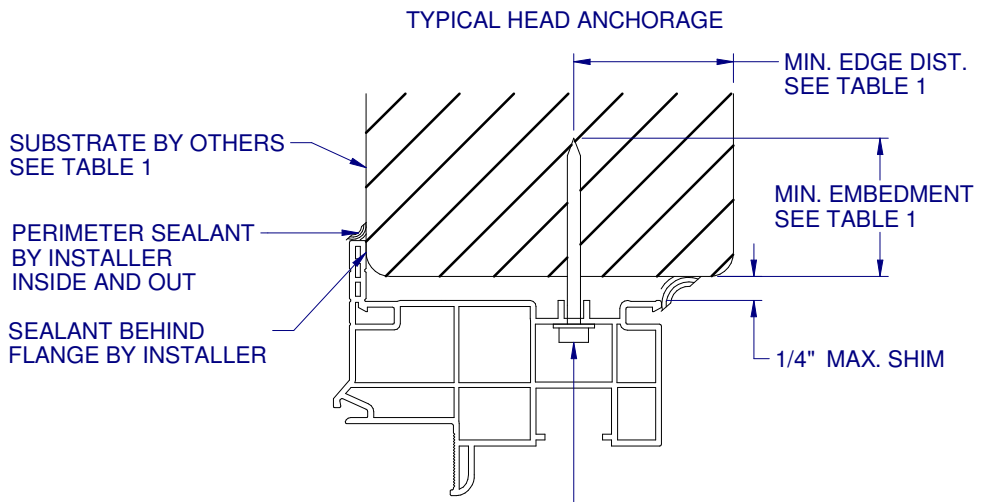 TYPICAL HEAD ANCHORAGE
MIN. EDGE DIST.
SEE TABLE 1
SUBSTRATE BY OTHERS
SEE TABLE 1
MIN. EMBEDMENT
SEE TABLE 1
PERIMETER SEALANT
BY INSTALLER
INSIDE AND OUT
SEALANT BEHIND
FLANGE BY INSTALLER
1/4" MAX. SHIM